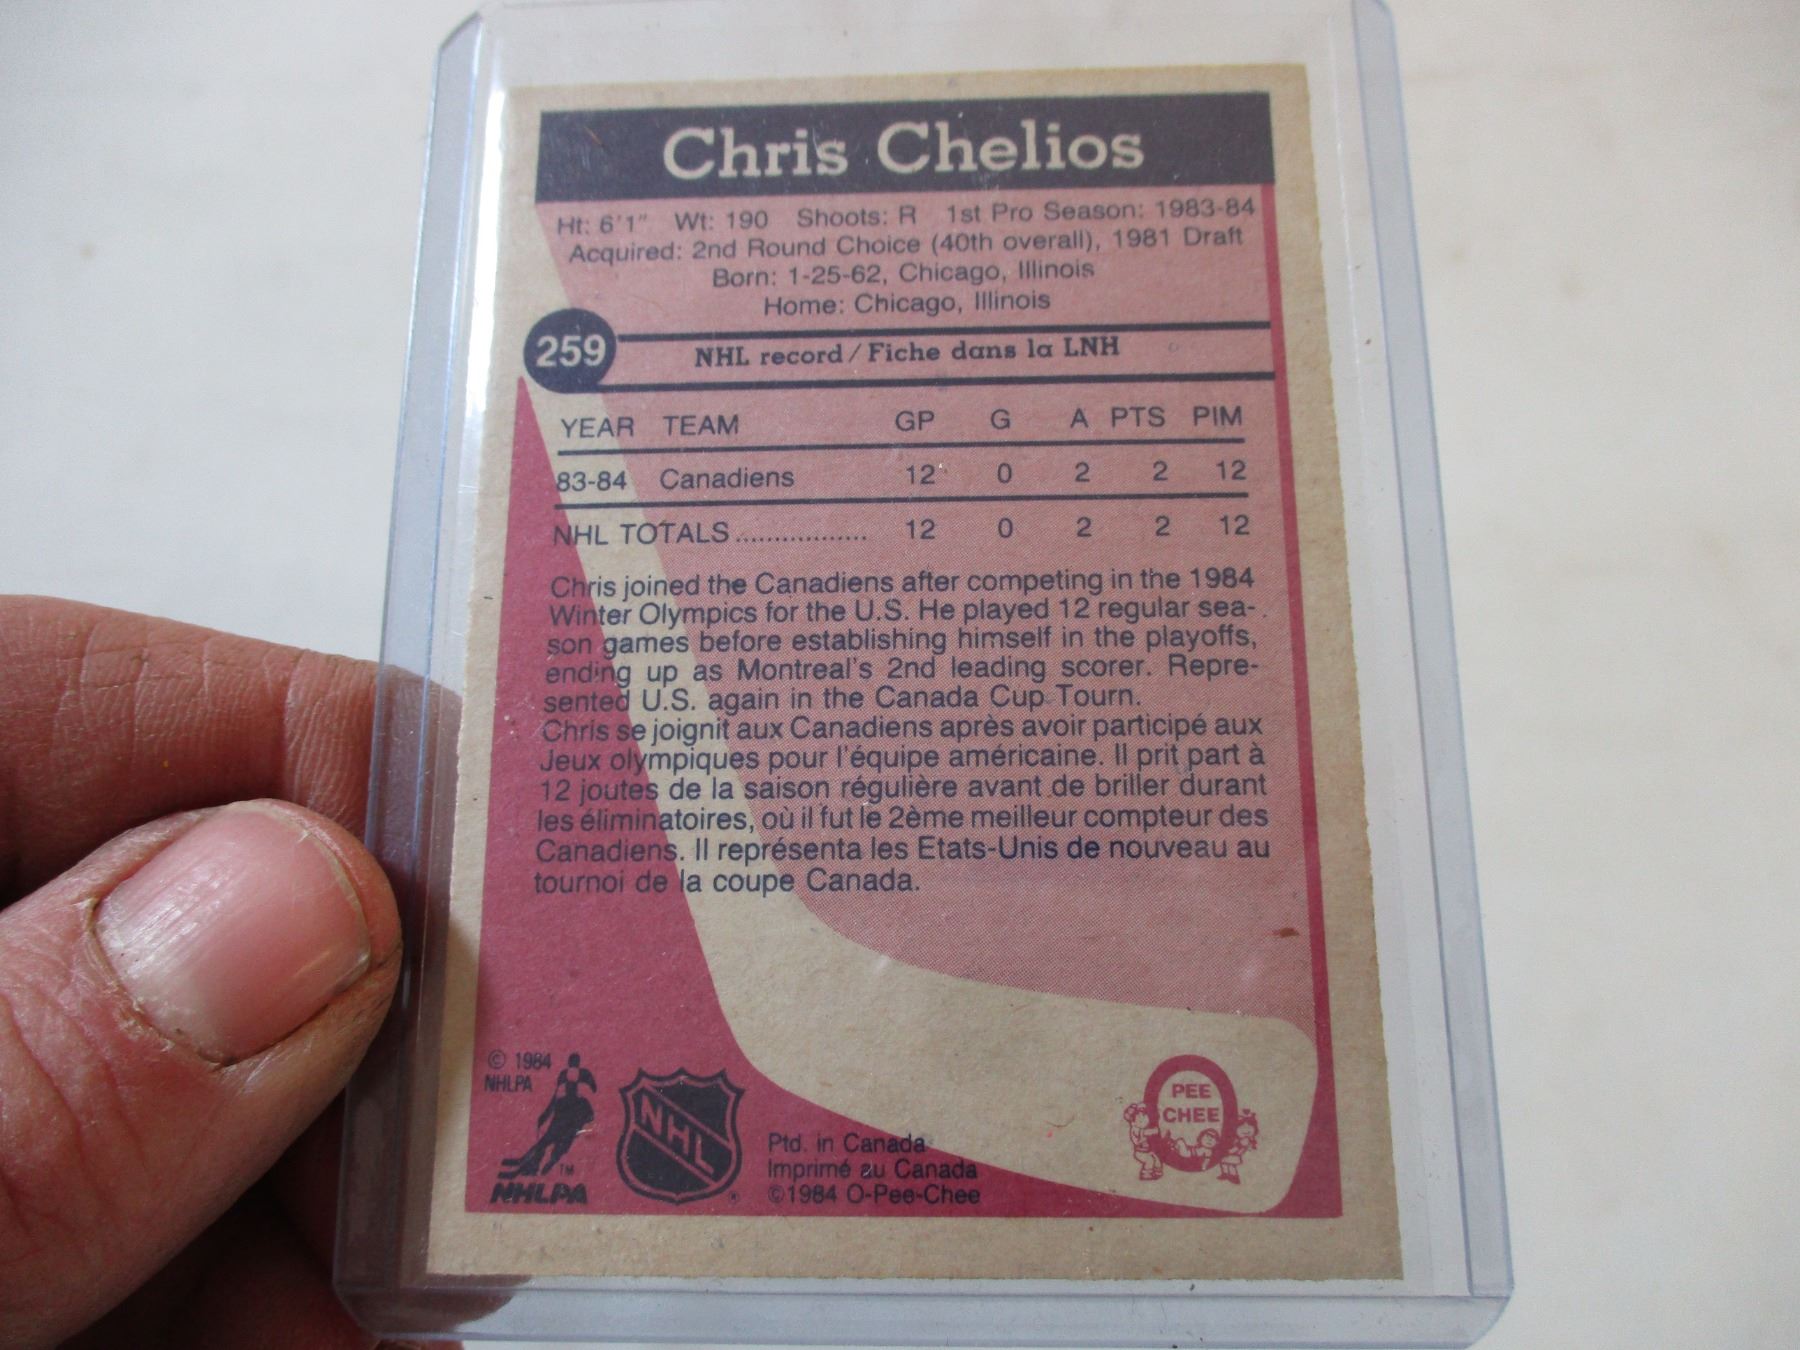 Chris Chelios
Ht: 6'1" Wt: 190 Shoots: R 1st Pro Season: 1983-84
Acquired: 2nd Round Choice (40th overall), 1981 Draft
Born: 1-25-62, Chicago, Illinois
Home: Chicago, Illinois
259
NHL record / Fiche dans la LNH
YEAR TEAM GP G A PTS PIM
83-84 Canadiens 12 0 2 2 12
NHL TOTALS ................. 12 0 2 2 12
Chris joined the Canadiens after competing in the 1984
Winter Olympics for the U.S. He played 12 regular sea-
son games before establishing himself in the playoffs,
ending up as Montreal's 2nd leading scorer. Repre-
sented U.S. again in the Canada Cup Tourn.
Chris se joignit aux Canadiens après avoir participé aux
Jeux olympiques pour l'équipe américaine. Il prit part à
12 joutes de la saison régulière avant de briller durant
les éliminatoires, où il fut le 2ème meilleur compteur des
Canadiens. Il représenta les Etats-Unis de nouveau au
tournoi de la coupe Canada.
© 1984
NHLPA
TM
NHLPA
NHL
®
Ptd. in Canada
Imprimé au Canada
©1984 O-Pee-Chee
O
PEE
CHEE